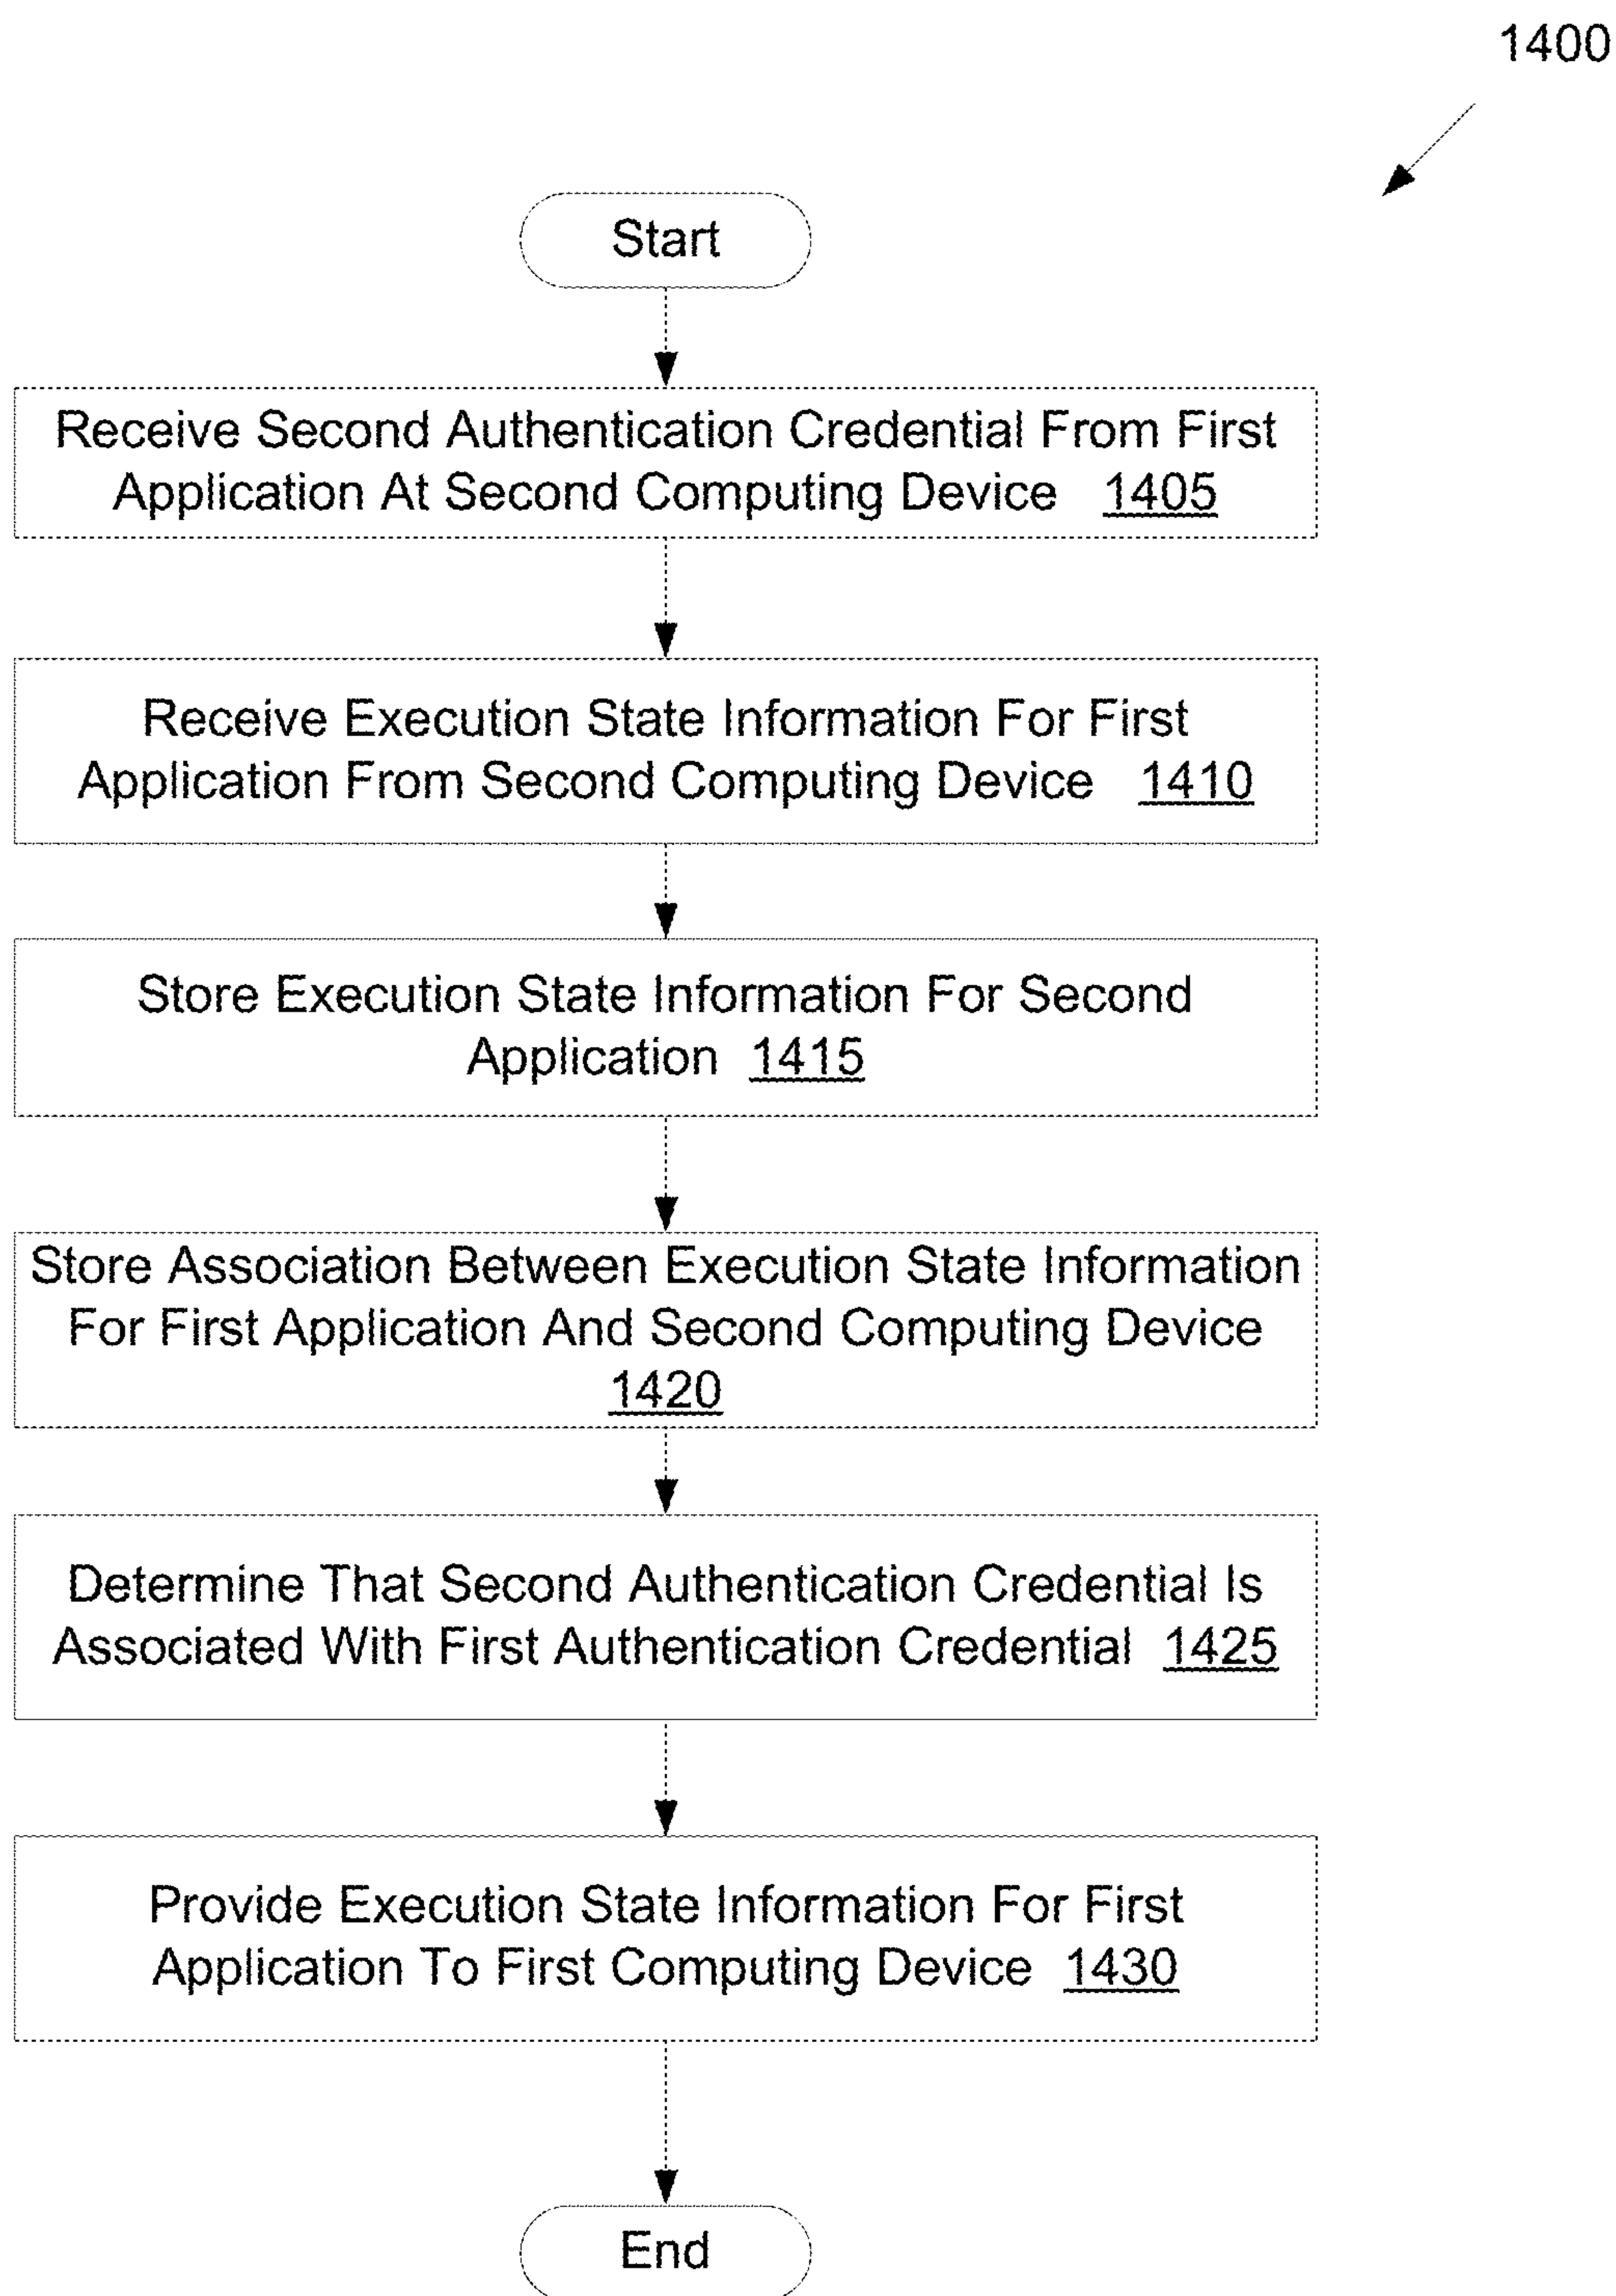 1400
Start
Receive Second Authentication Credential From First
Application At Second Computing Device 1405
Receive Execution State Information For First
Application From Second Computing Device 1410
Store Execution State Information For Second
Application 1415
Store Association Between Execution State Information
For First Application And Second Computing Device
1420
Determine That Second Authentication Credential Is
Associated With First Authentication Credential 1425
Provide Execution State Information For First
Application To First Computing Device 1430
End